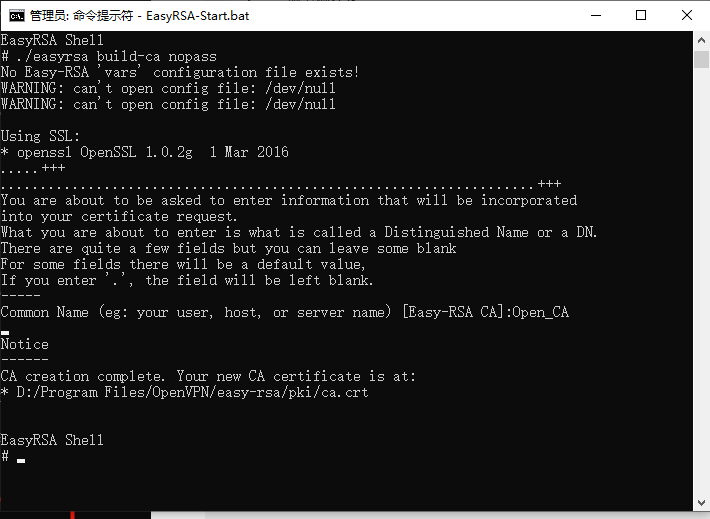 管理员: 命令提示符 - EasyRSA-Start.bat
EasyRSA Shell
# ./easyrsa build-ca nopass
No Easy-RSA 'vars' configuration file exists!
WARNING: can't open config file: /dev/null
WARNING: can't open config file: /dev/null
Using SSL:
* openssl OpenSSL 1.0.2g  1 Mar 2016
.....+++
...................................................................+++
You are about to be asked to enter information that will be incorporated
into your certificate request.
What you are about to enter is what is called a Distinguished Name or a DN.
There are quite a few fields but you can leave some blank
For some fields there will be a default value,
If you enter '.', the field will be left blank.
-----
Common Name (eg: your user, host, or server name) [Easy-RSA CA]:Open_CA
Notice
------
CA creation complete. Your new CA certificate is at:
* D:/Program Files/OpenVPN/easy-rsa/pki/ca.crt
EasyRSA Shell
#